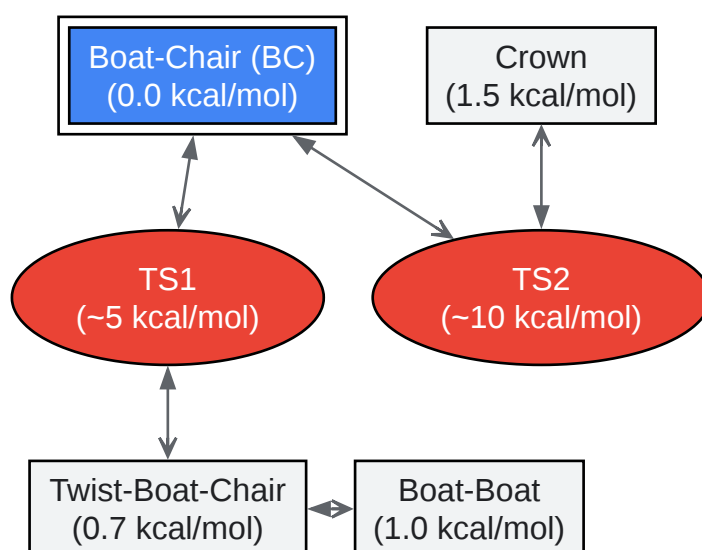 Boat-Chair (BC)
(0.0 kcal/mol)
Crown
(1.5 kcal/mol)
TS1
(~5 kcal/mol)
TS2
(~10 kcal/mol)
Twist-Boat-Chair
(0.7 kcal/mol)
Boat-Boat
(1.0 kcal/mol)